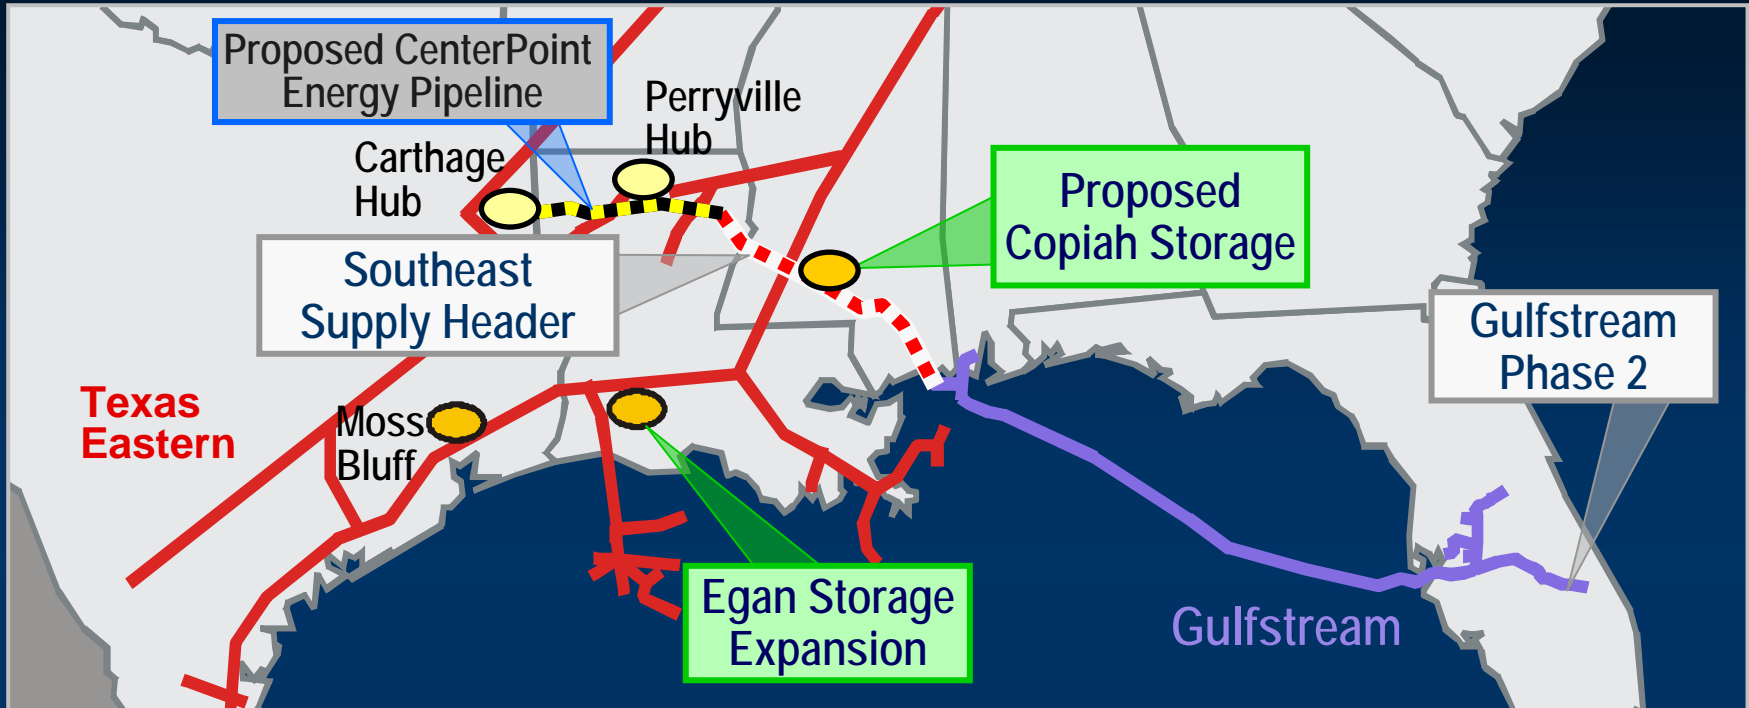 Proposed CenterPoint
Energy Pipeline
Perryville
Hub
Carthage
Hub
Proposed
Copiah Storage
Southeast
Supply Header
Gulfstream
Phase 2
Texas
Eastern
Moss
Bluff
Egan Storage
Expansion
Gulfstream